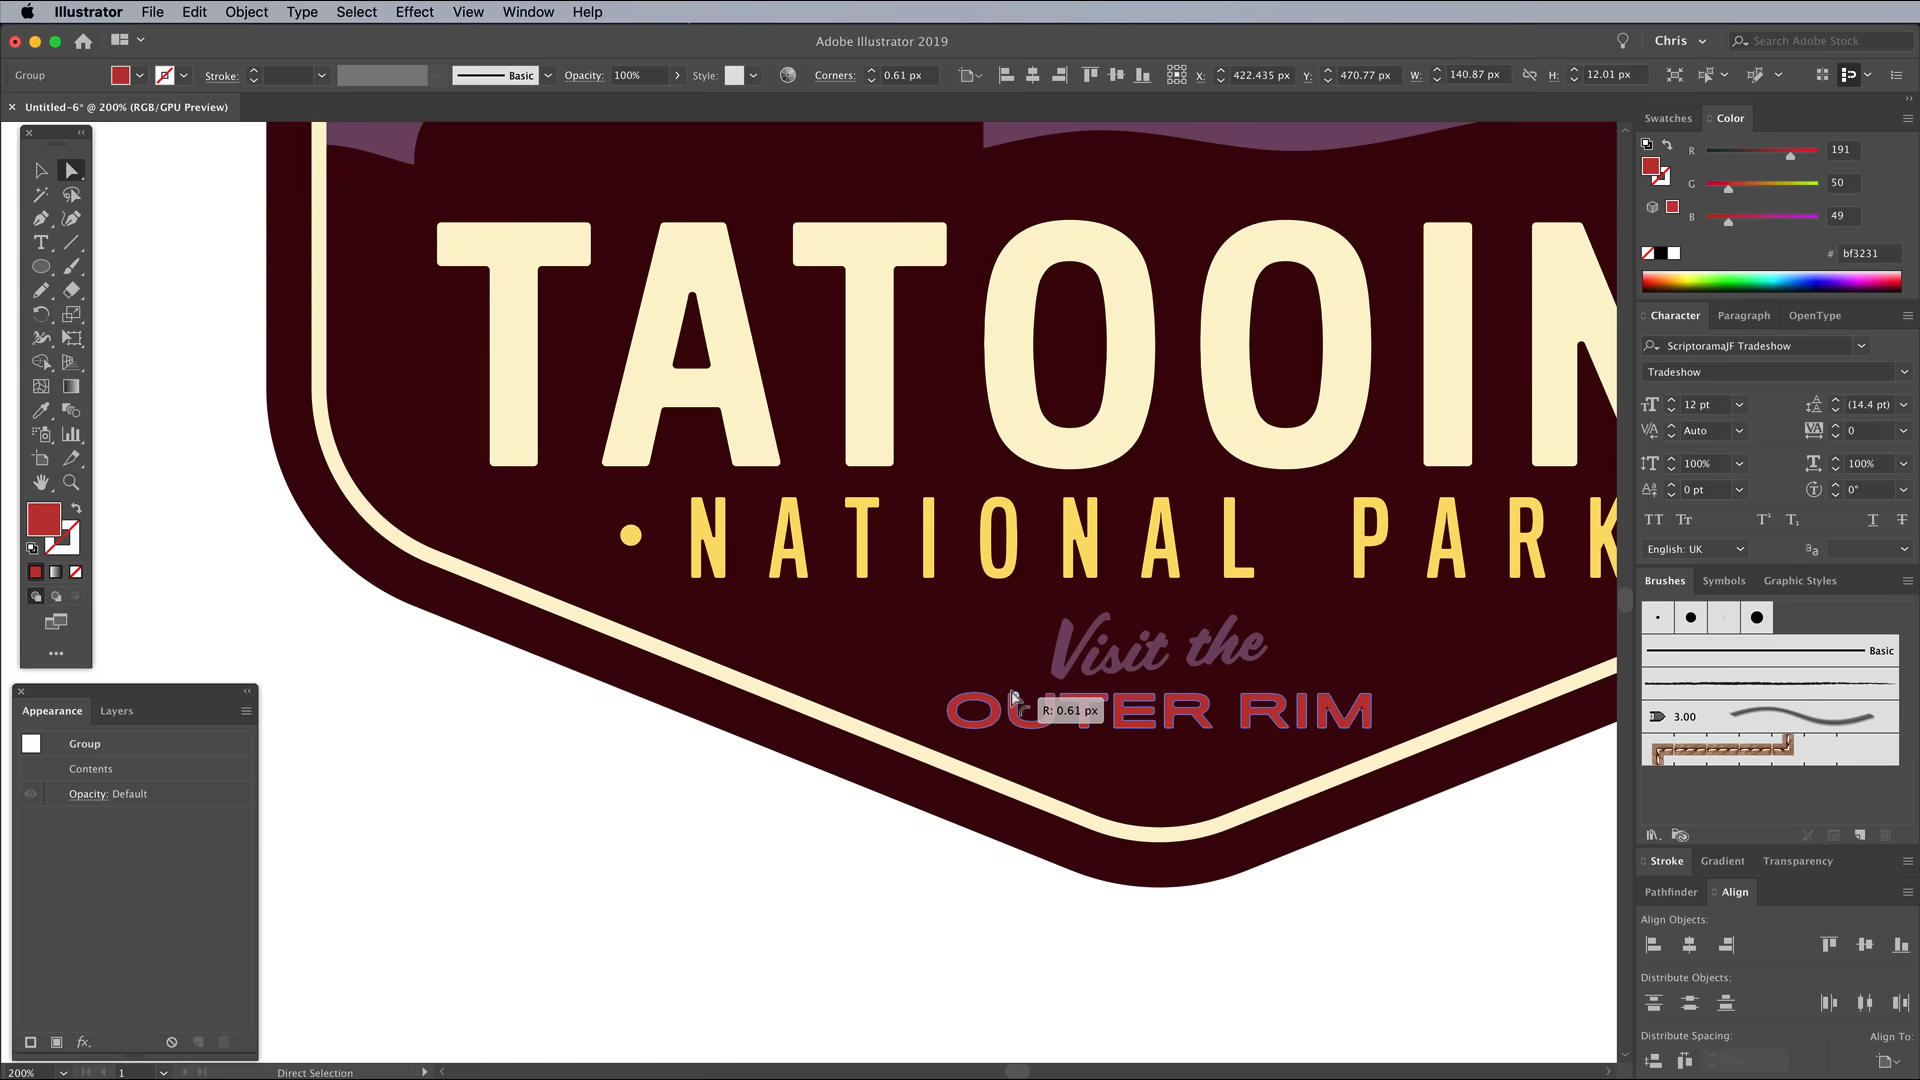 Illustrator File Edit Object Type Select Effect View Window Help
Adobe Illustrator 2019
Chris
Search Adobe Stock
Group Stroke: Basic Opacity: 100% Style: Corners: 0.61 px X: 422.435 px Y: 470.77 px W: 140.87 px H: 12.01 px
Untitled-6* @ 200% (RGB/GPU Preview)
Swatches Color
R 191
G 50
B 49
# bf3231
Character Paragraph OpenType
ScriptoramaJF Tradeshow
Tradeshow
12 pt (14.4 pt)
Auto 0
100% 100%
0 pt 0°
English: UK
Brushes Symbols Graphic Styles
Basic
3.00
Stroke Gradient Transparency
Pathfinder Align
Align Objects:
Distribute Objects:
Distribute Spacing: Align To:
TATOOIN
•NATIONAL PARK
Visit the
OUTER RIM
R: 0.61 px
Appearance Layers
Group
Contents
Opacity: Default
fx.
200% 1 Direct Selection